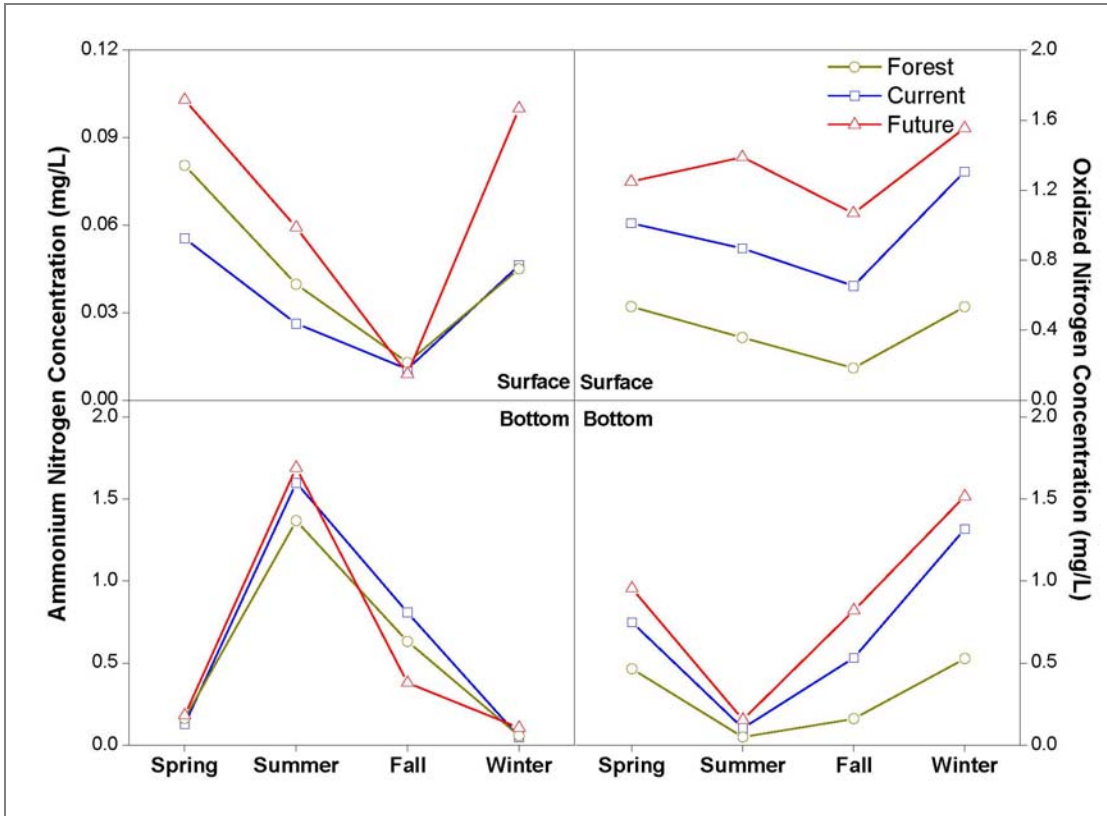 Ammonium Nitrogen Concentration (mg/L)
0.12
0.09
0.06
0.03
0.00
Surface
2.0
1.5
1.0
0.5
0.0
Bottom
Spring Summer Fall Winter
Forest
Current
Future
Surface
Bottom
Spring Summer Fall Winter
2.0
1.6
1.2
0.8
0.4
0.0
2.0
1.5
1.0
0.5
0.0
Oxidized Nitrogen Concentration (mg/L)